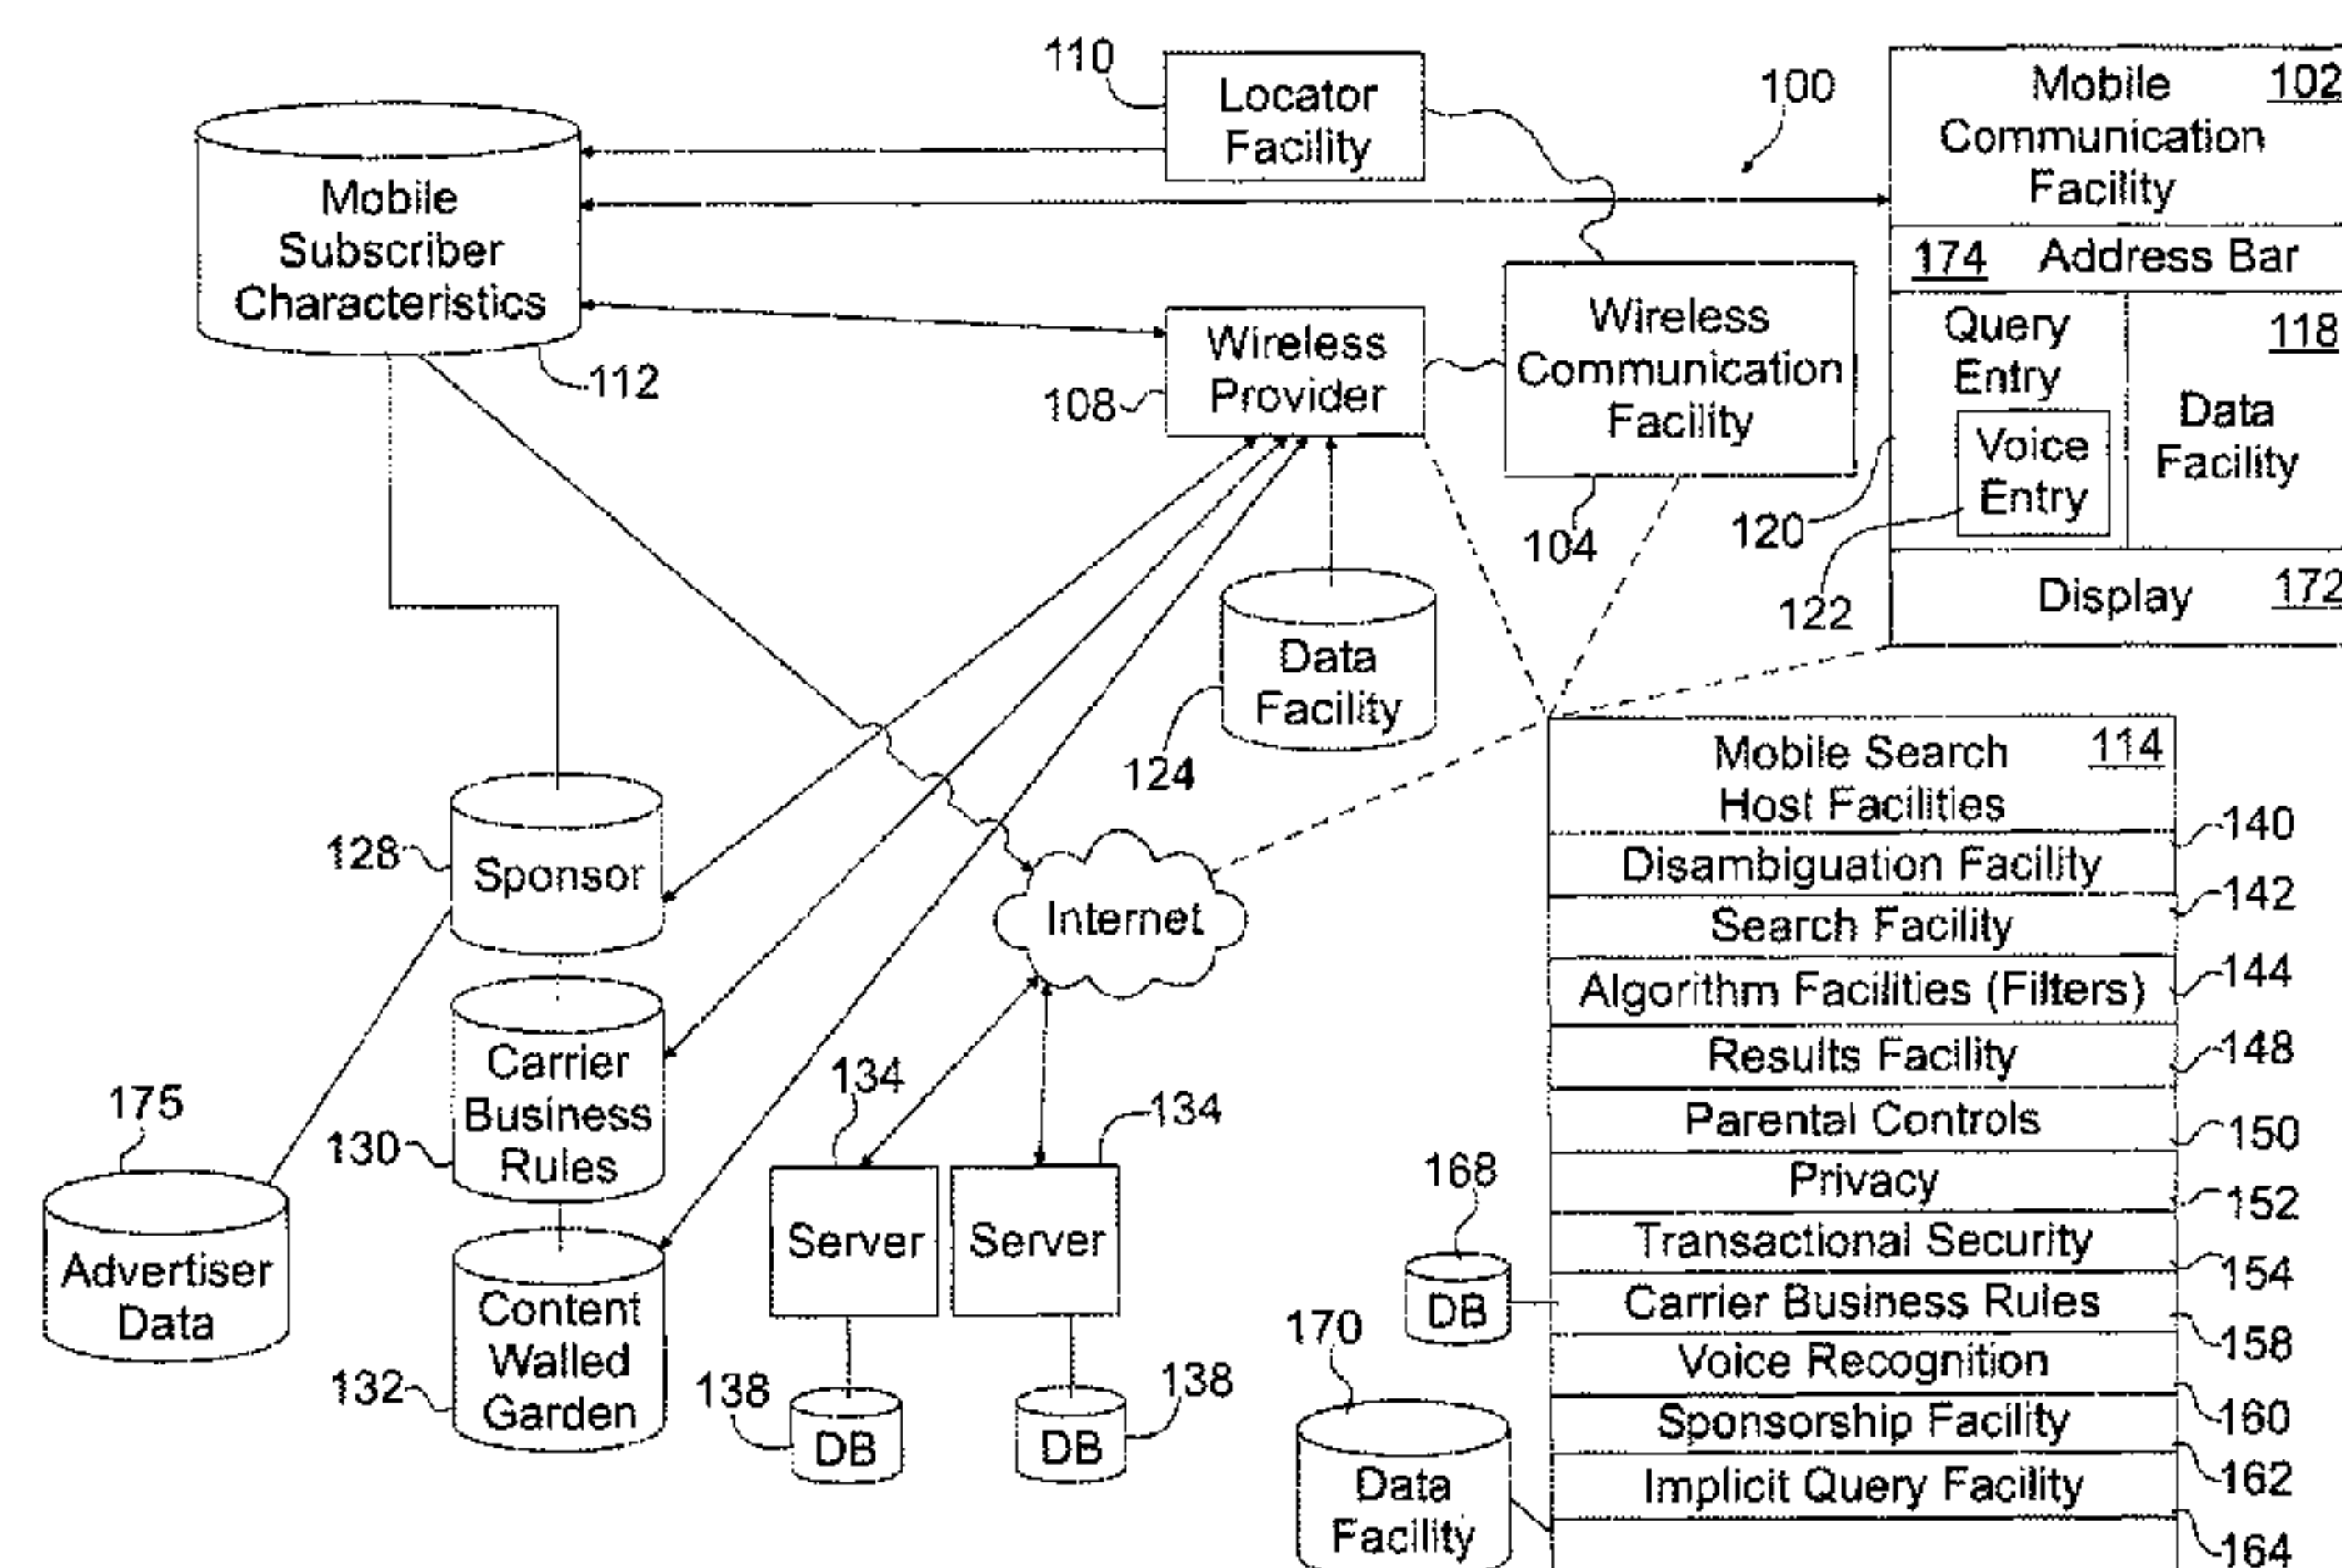 110
Locator
Facility
100
Mobile
Communication
Facility
102
174
Address Bar
Query
Entry
Voice
Entry
118
Data
Facility
120
122
Display
172
Mobile
Subscriber
Characteristics
112
Wireless
Provider
108
Wireless
Communication
Facility
104
Data
Facility
124
128
Sponsor
Internet
175
Advertiser
Data
130
Carrier
Business
Rules
132
Content
Walled
Garden
134
Server
134
Server
138
DB
138
DB
Mobile Search
Host Facilities
114
140
Disambiguation Facility
142
Search Facility
144
Algorithm Facilities (Filters)
148
Results Facility
150
Parental Controls
152
Privacy
154
Transactional Security
158
Carrier Business Rules
160
Voice Recognition
162
Sponsorship Facility
164
Implicit Query Facility
168
DB
170
Data
Facility